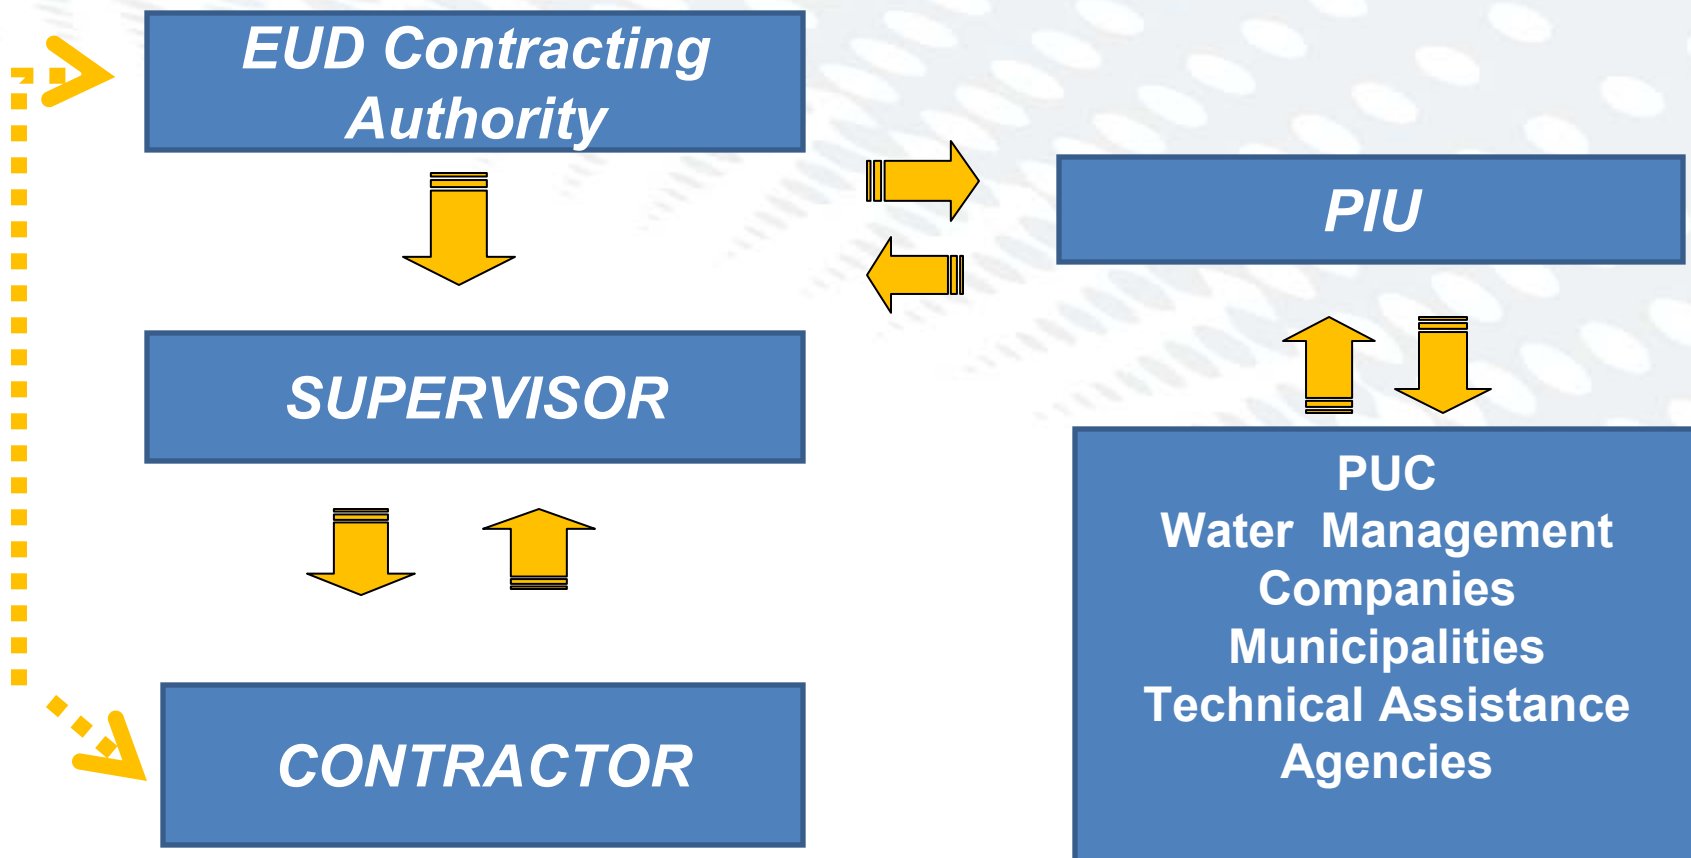 EUD Contracting
Authority
PIU
SUPERVISOR
PUC
Water Management
Companies
Municipalities
Technical Assistance
Agencies
CONTRACTOR